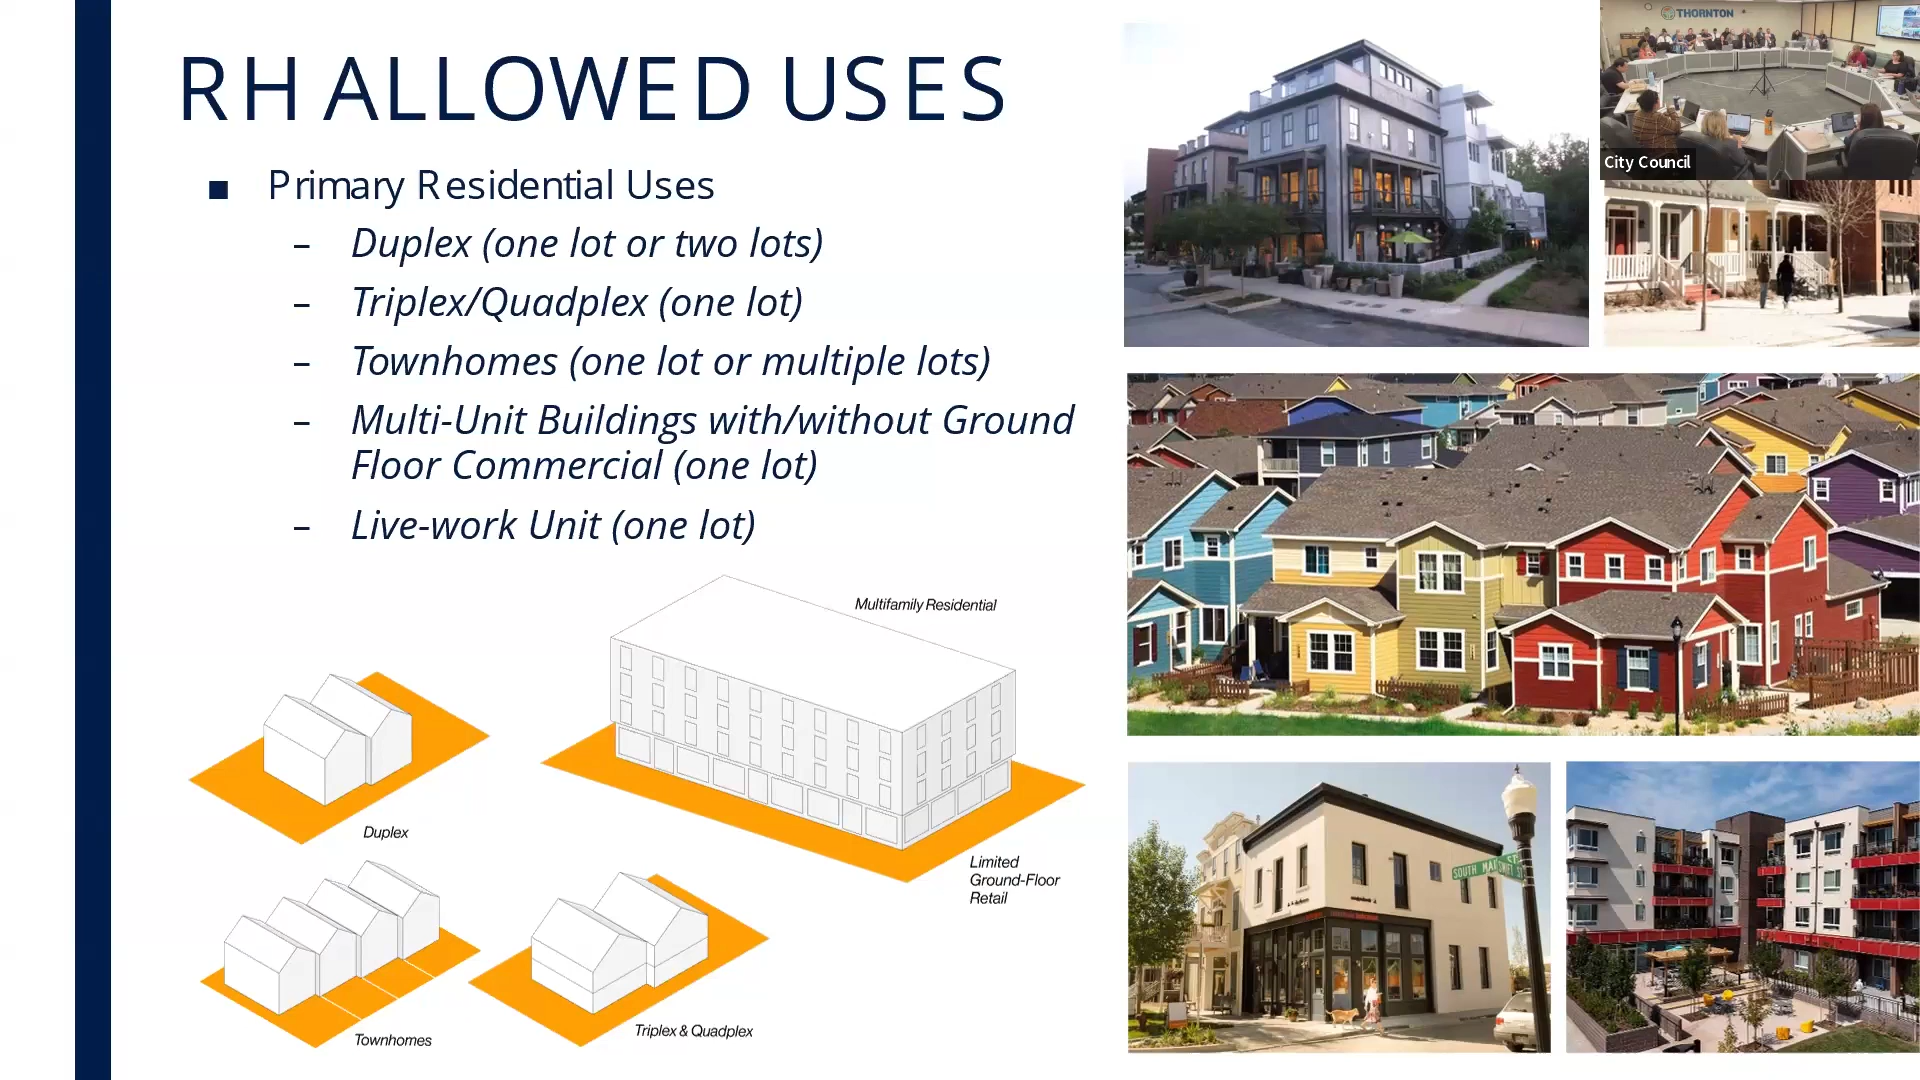 RH ALLOWED USES
■ Primary Residential Uses
– Duplex (one lot or two lots)
– Triplex/Quadplex (one lot)
– Townhomes (one lot or multiple lots)
– Multi-Unit Buildings with/without Ground
Floor Commercial (one lot)
– Live-work Unit (one lot)
Multifamily Residential
Duplex
Limited
Ground-Floor
Retail
Townhomes
Triplex & Quadplex
THORNTON
City Council
SOUTH MAIN ST